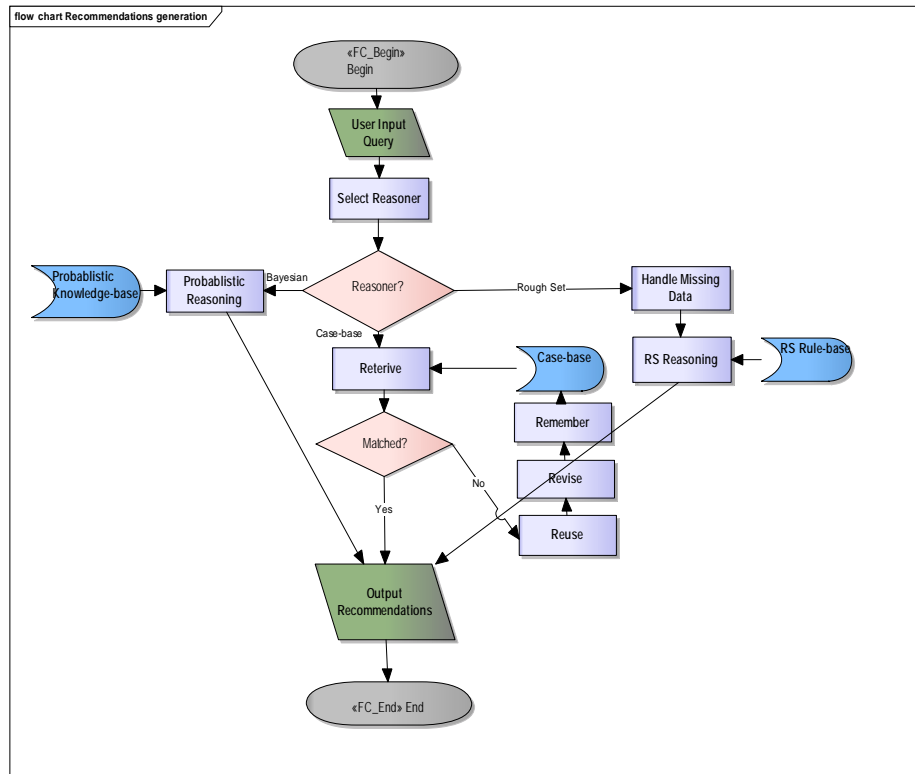 flow chart Recommendations generation
«FC_Begin»
Begin
User Input
Query
Select Reasoner
Reasoner?
Bayesian
Rough Set
Case-base
Probablistic
Knowledge-base
Probablistic
Reasoning
Handle Missing
Data
RS Reasoning
RS Rule-base
Reterive
Case-base
Remember
Matched?
Revise
No
Yes
Reuse
Output
Recommendations
«FC_End» End